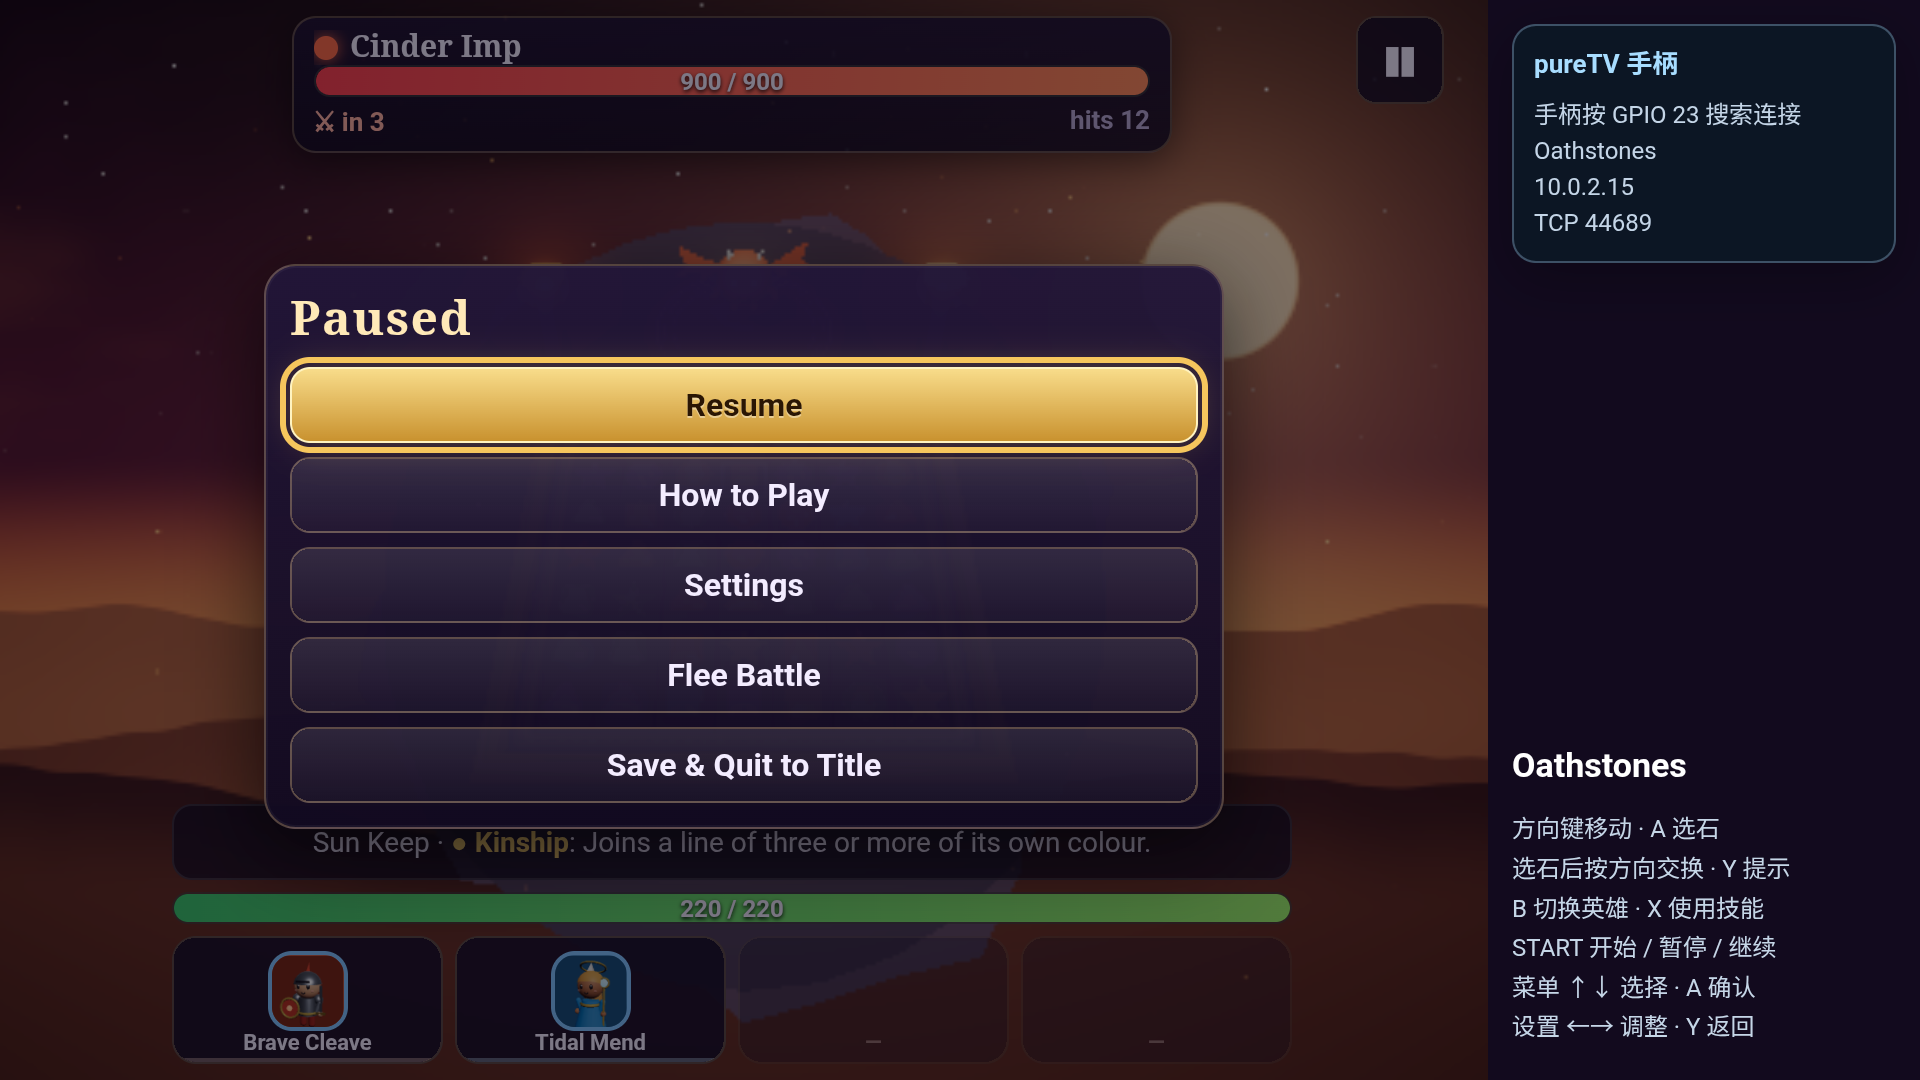 Cinder Imp
900 / 900
⚔ in 3
hits 12
Paused
Resume
How to Play
Settings
Flee Battle
Save & Quit to Title
Sun Keep · ● Kinship: Joins a line of three or more of its own colour.
220 / 220
Brave Cleave
Tidal Mend
—
—
pureTV 手柄
手柄按 GPIO 23 搜索连接
Oathstones
10.0.2.15
TCP 44689
Oathstones
方向键移动 · A 选石
选石后按方向交换 · Y 提示
B 切换英雄 · X 使用技能
START 开始 / 暂停 / 继续
菜单 ↑↓ 选择 · A 确认
设置 ←→ 调整 · Y 返回